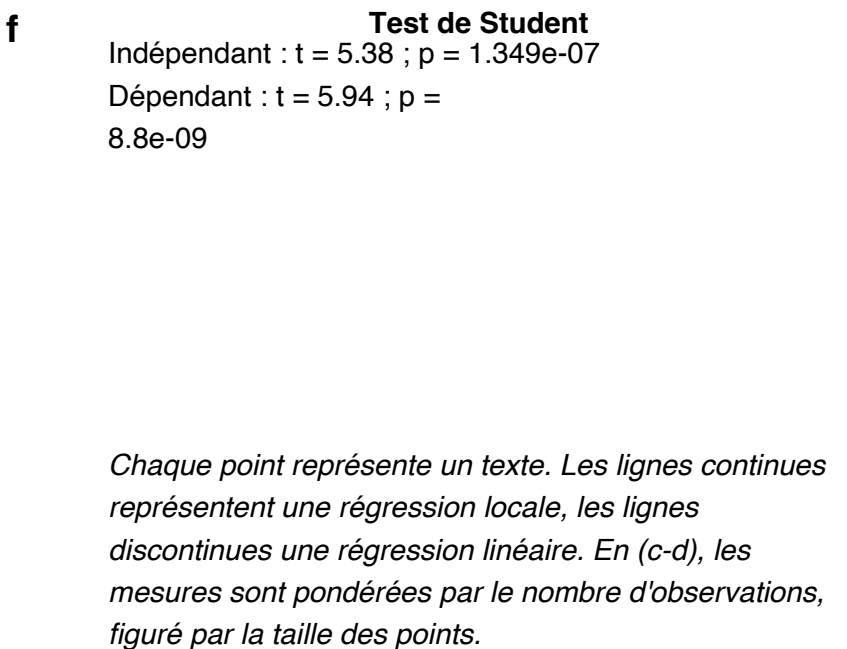 f
Test de Student
Indépendant : t = 5.38 ; p = 1.349e-07
Dépendant : t = 5.94 ; p =
8.8e-09
Chaque point représente un texte. Les lignes continues
représentent une régression locale, les lignes
discontinues une régression linéaire. En (c-d), les
mesures sont pondérées par le nombre d'observations,
figuré par la taille des points.